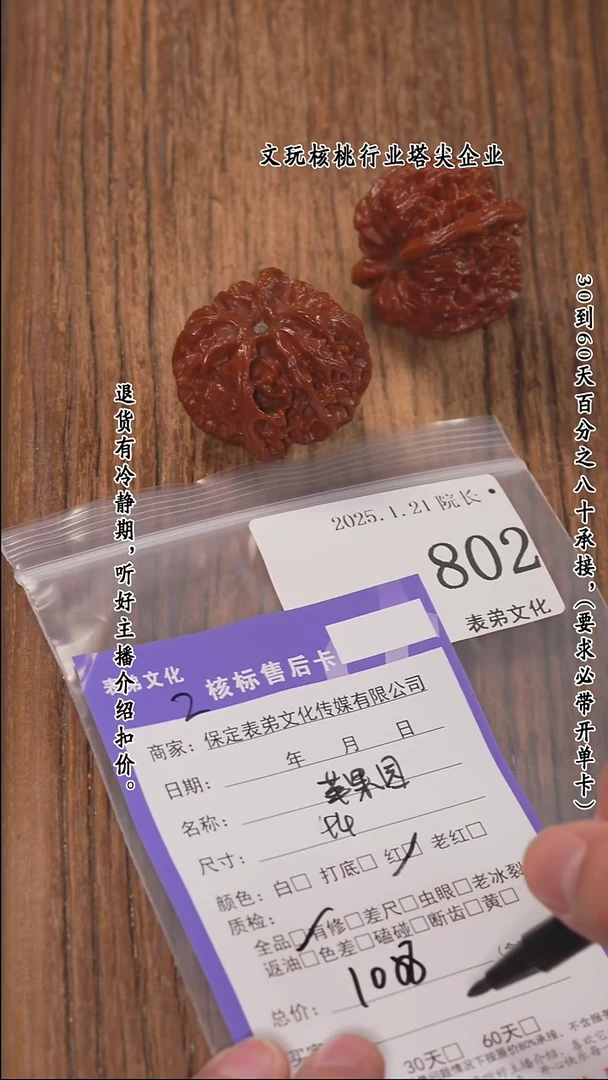 文玩核桃行业塔尖企业
30到60天百分之八十承接，(要求必带开单卡)
退货有冷静期，听好主播介绍扣价。
2025.1.21 院长
802
表弟文化
表弟文化
2 核标售后卡
商家：保定表弟文化传媒有限公司
日期： 年 月 日
名称： 苹果园
尺寸：
颜色：白□ 打底□ 红□ 老红□
质检：
全品□有修□差尺□虫眼□老冰裂
返油□色差□磕碰□断齿□黄□
总价：
30天□ 60天□